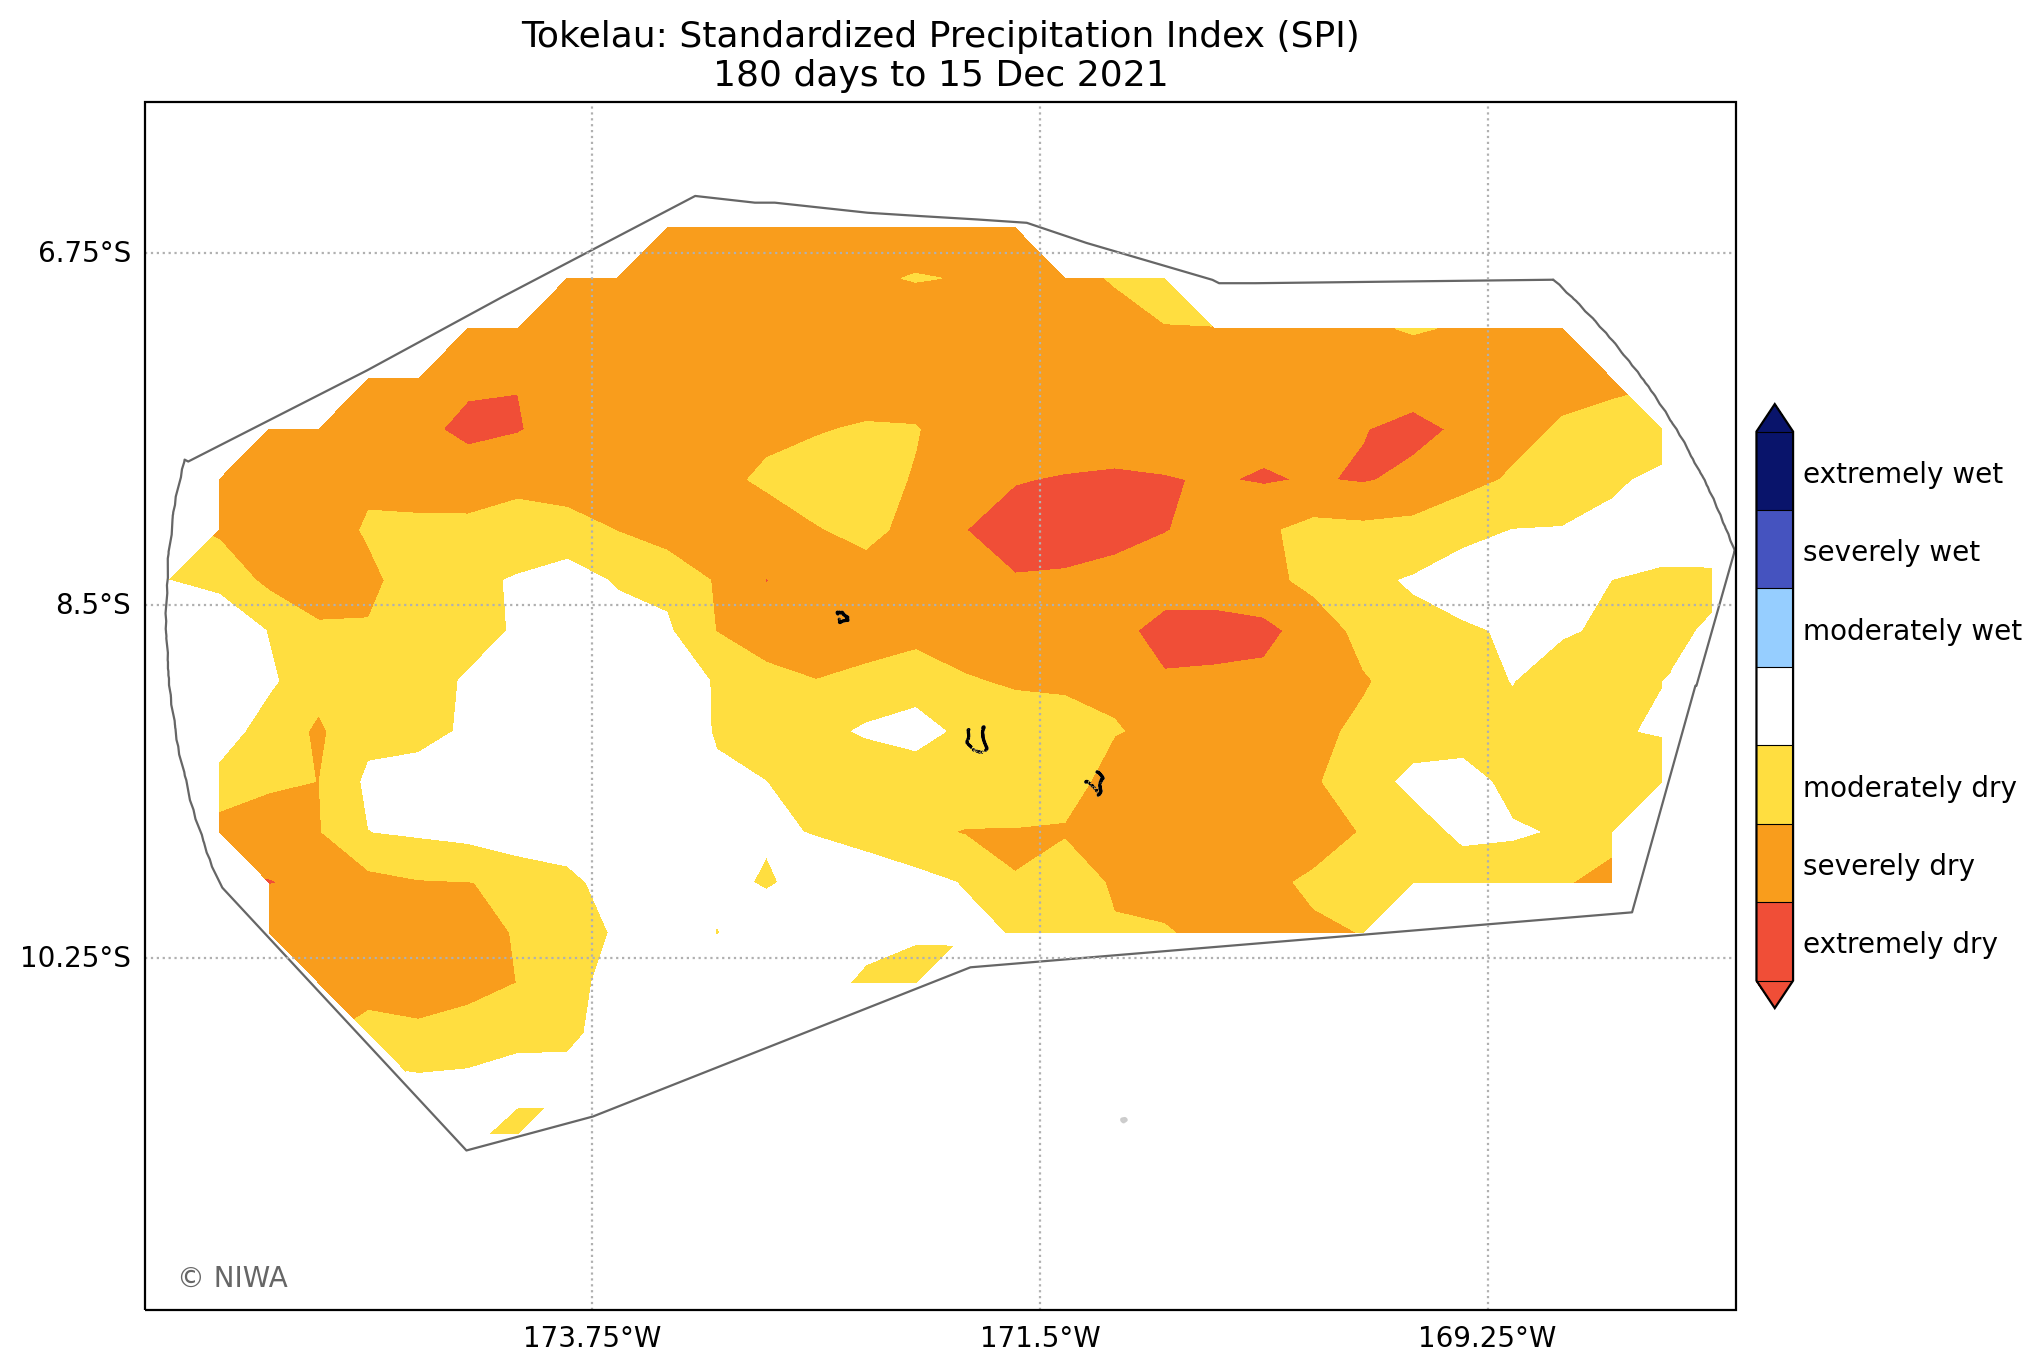 Tokelau: Standardized Precipitation Index (SPI)
180 days to 15 Dec 2021
6.75°S
8.5°S
10.25°S
173.75°W
171.5°W
169.25°W
extremely wet
severely wet
moderately wet
moderately dry
severely dry
extremely dry
© NIWA